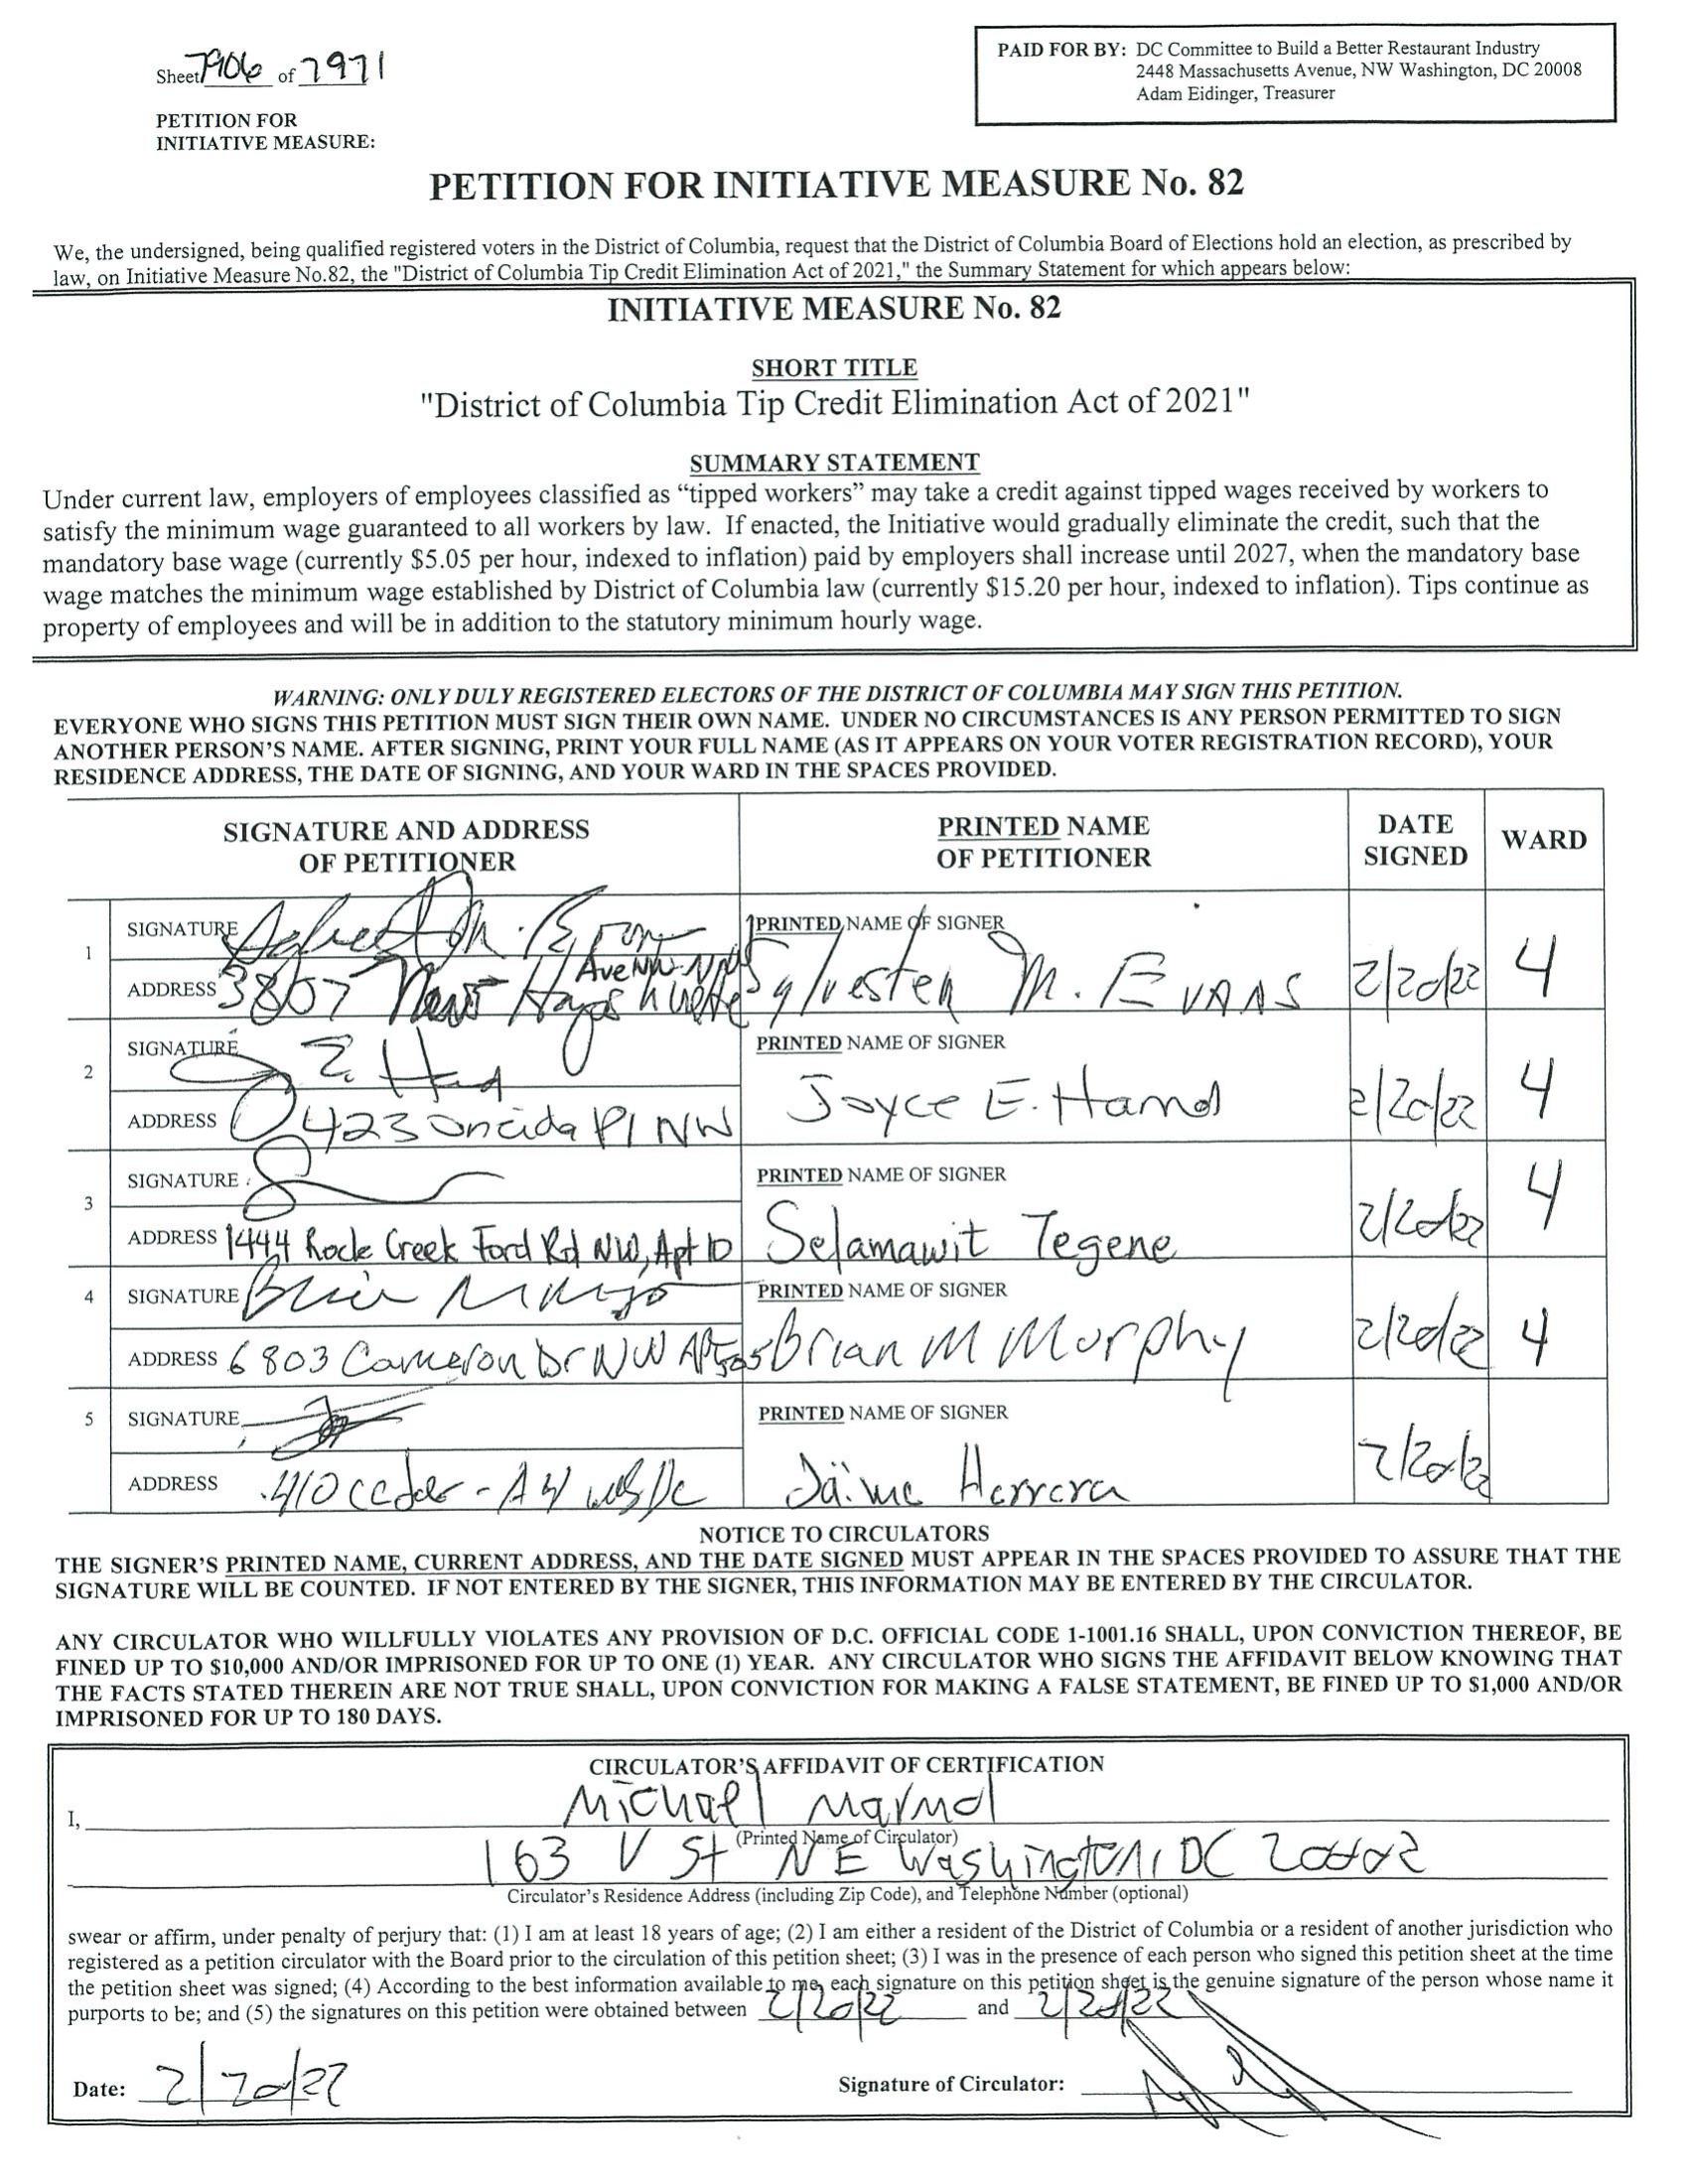 Sheet 7906 of 7971
PAID FOR BY: DC Committee to Build a Better Restaurant Industry
2448 Massachusetts Avenue, NW Washington, DC 20008
Adam Eidinger, Treasurer
PETITION FOR
INITIATIVE MEASURE:
PETITION FOR INITIATIVE MEASURE No. 82
We, the undersigned, being qualified registered voters in the District of Columbia, request that the District of Columbia Board of Elections hold an election, as prescribed by
law, on Initiative Measure No.82, the "District of Columbia Tip Credit Elimination Act of 2021," the Summary Statement for which appears below:
INITIATIVE MEASURE No. 82
SHORT TITLE
"District of Columbia Tip Credit Elimination Act of 2021"
SUMMARY STATEMENT
Under current law, employers of employees classified as “tipped workers” may take a credit against tipped wages received by workers to
satisfy the minimum wage guaranteed to all workers by law. If enacted, the Initiative would gradually eliminate the credit, such that the
mandatory base wage (currently $5.05 per hour, indexed to inflation) paid by employers shall increase until 2027, when the mandatory base
wage matches the minimum wage established by District of Columbia law (currently $15.20 per hour, indexed to inflation). Tips continue as
property of employees and will be in addition to the statutory minimum hourly wage.
WARNING: ONLY DULY REGISTERED ELECTORS OF THE DISTRICT OF COLUMBIA MAY SIGN THIS PETITION.
EVERYONE WHO SIGNS THIS PETITION MUST SIGN THEIR OWN NAME. UNDER NO CIRCUMSTANCES IS ANY PERSON PERMITTED TO SIGN
ANOTHER PERSON’S NAME. AFTER SIGNING, PRINT YOUR FULL NAME (AS IT APPEARS ON YOUR VOTER REGISTRATION RECORD), YOUR
RESIDENCE ADDRESS, THE DATE OF SIGNING, AND YOUR WARD IN THE SPACES PROVIDED.
SIGNATURE AND ADDRESS
OF PETITIONER
PRINTED NAME
OF PETITIONER
DATE
SIGNED
WARD
1
SIGNATURE
PRINTED NAME OF SIGNER
ADDRESS 3807 Ave NW
Sylvester M. EVANS
2/20/22
4
2
SIGNATURE
PRINTED NAME OF SIGNER
ADDRESS 423 Oneida Pl NW
Joyce E. Hamd
2/20/22
4
3
SIGNATURE
PRINTED NAME OF SIGNER
ADDRESS 1444 Rock Creek Ford Rd NW, Apt 10
Selamawit Tegene
2/20/22
4
4
SIGNATURE
PRINTED NAME OF SIGNER
ADDRESS 6803 Cameron Dr NW APT 505
Brian M Murphy
2/20/22
4
5
SIGNATURE
PRINTED NAME OF SIGNER
ADDRESS 410 DC
Jaime Herrera
2/20/22
NOTICE TO CIRCULATORS
THE SIGNER’S PRINTED NAME, CURRENT ADDRESS, AND THE DATE SIGNED MUST APPEAR IN THE SPACES PROVIDED TO ASSURE THAT THE
SIGNATURE WILL BE COUNTED. IF NOT ENTERED BY THE SIGNER, THIS INFORMATION MAY BE ENTERED BY THE CIRCULATOR.
ANY CIRCULATOR WHO WILLFULLY VIOLATES ANY PROVISION OF D.C. OFFICIAL CODE 1-1001.16 SHALL, UPON CONVICTION THEREOF, BE
FINED UP TO $10,000 AND/OR IMPRISONED FOR UP TO ONE (1) YEAR. ANY CIRCULATOR WHO SIGNS THE AFFIDAVIT BELOW KNOWING THAT
THE FACTS STATED THEREIN ARE NOT TRUE SHALL, UPON CONVICTION FOR MAKING A FALSE STATEMENT, BE FINED UP TO $1,000 AND/OR
IMPRISONED FOR UP TO 180 DAYS.
CIRCULATOR’S AFFIDAVIT OF CERTIFICATION
I, Michael Marmol
(Printed Name of Circulator)
163 V St NE Washington, DC 20002
Circulator’s Residence Address (including Zip Code), and Telephone Number (optional)
swear or affirm, under penalty of perjury that: (1) I am at least 18 years of age; (2) I am either a resident of the District of Columbia or a resident of another jurisdiction who
registered as a petition circulator with the Board prior to the circulation of this petition sheet; (3) I was in the presence of each person who signed this petition sheet at the time
the petition sheet was signed; (4) According to the best information available to me, each signature on this petition sheet is the genuine signature of the person whose name it
purports to be; and (5) the signatures on this petition were obtained between 2/20/22 and 2/20/22
Date: 2/20/22
Signature of Circulator: